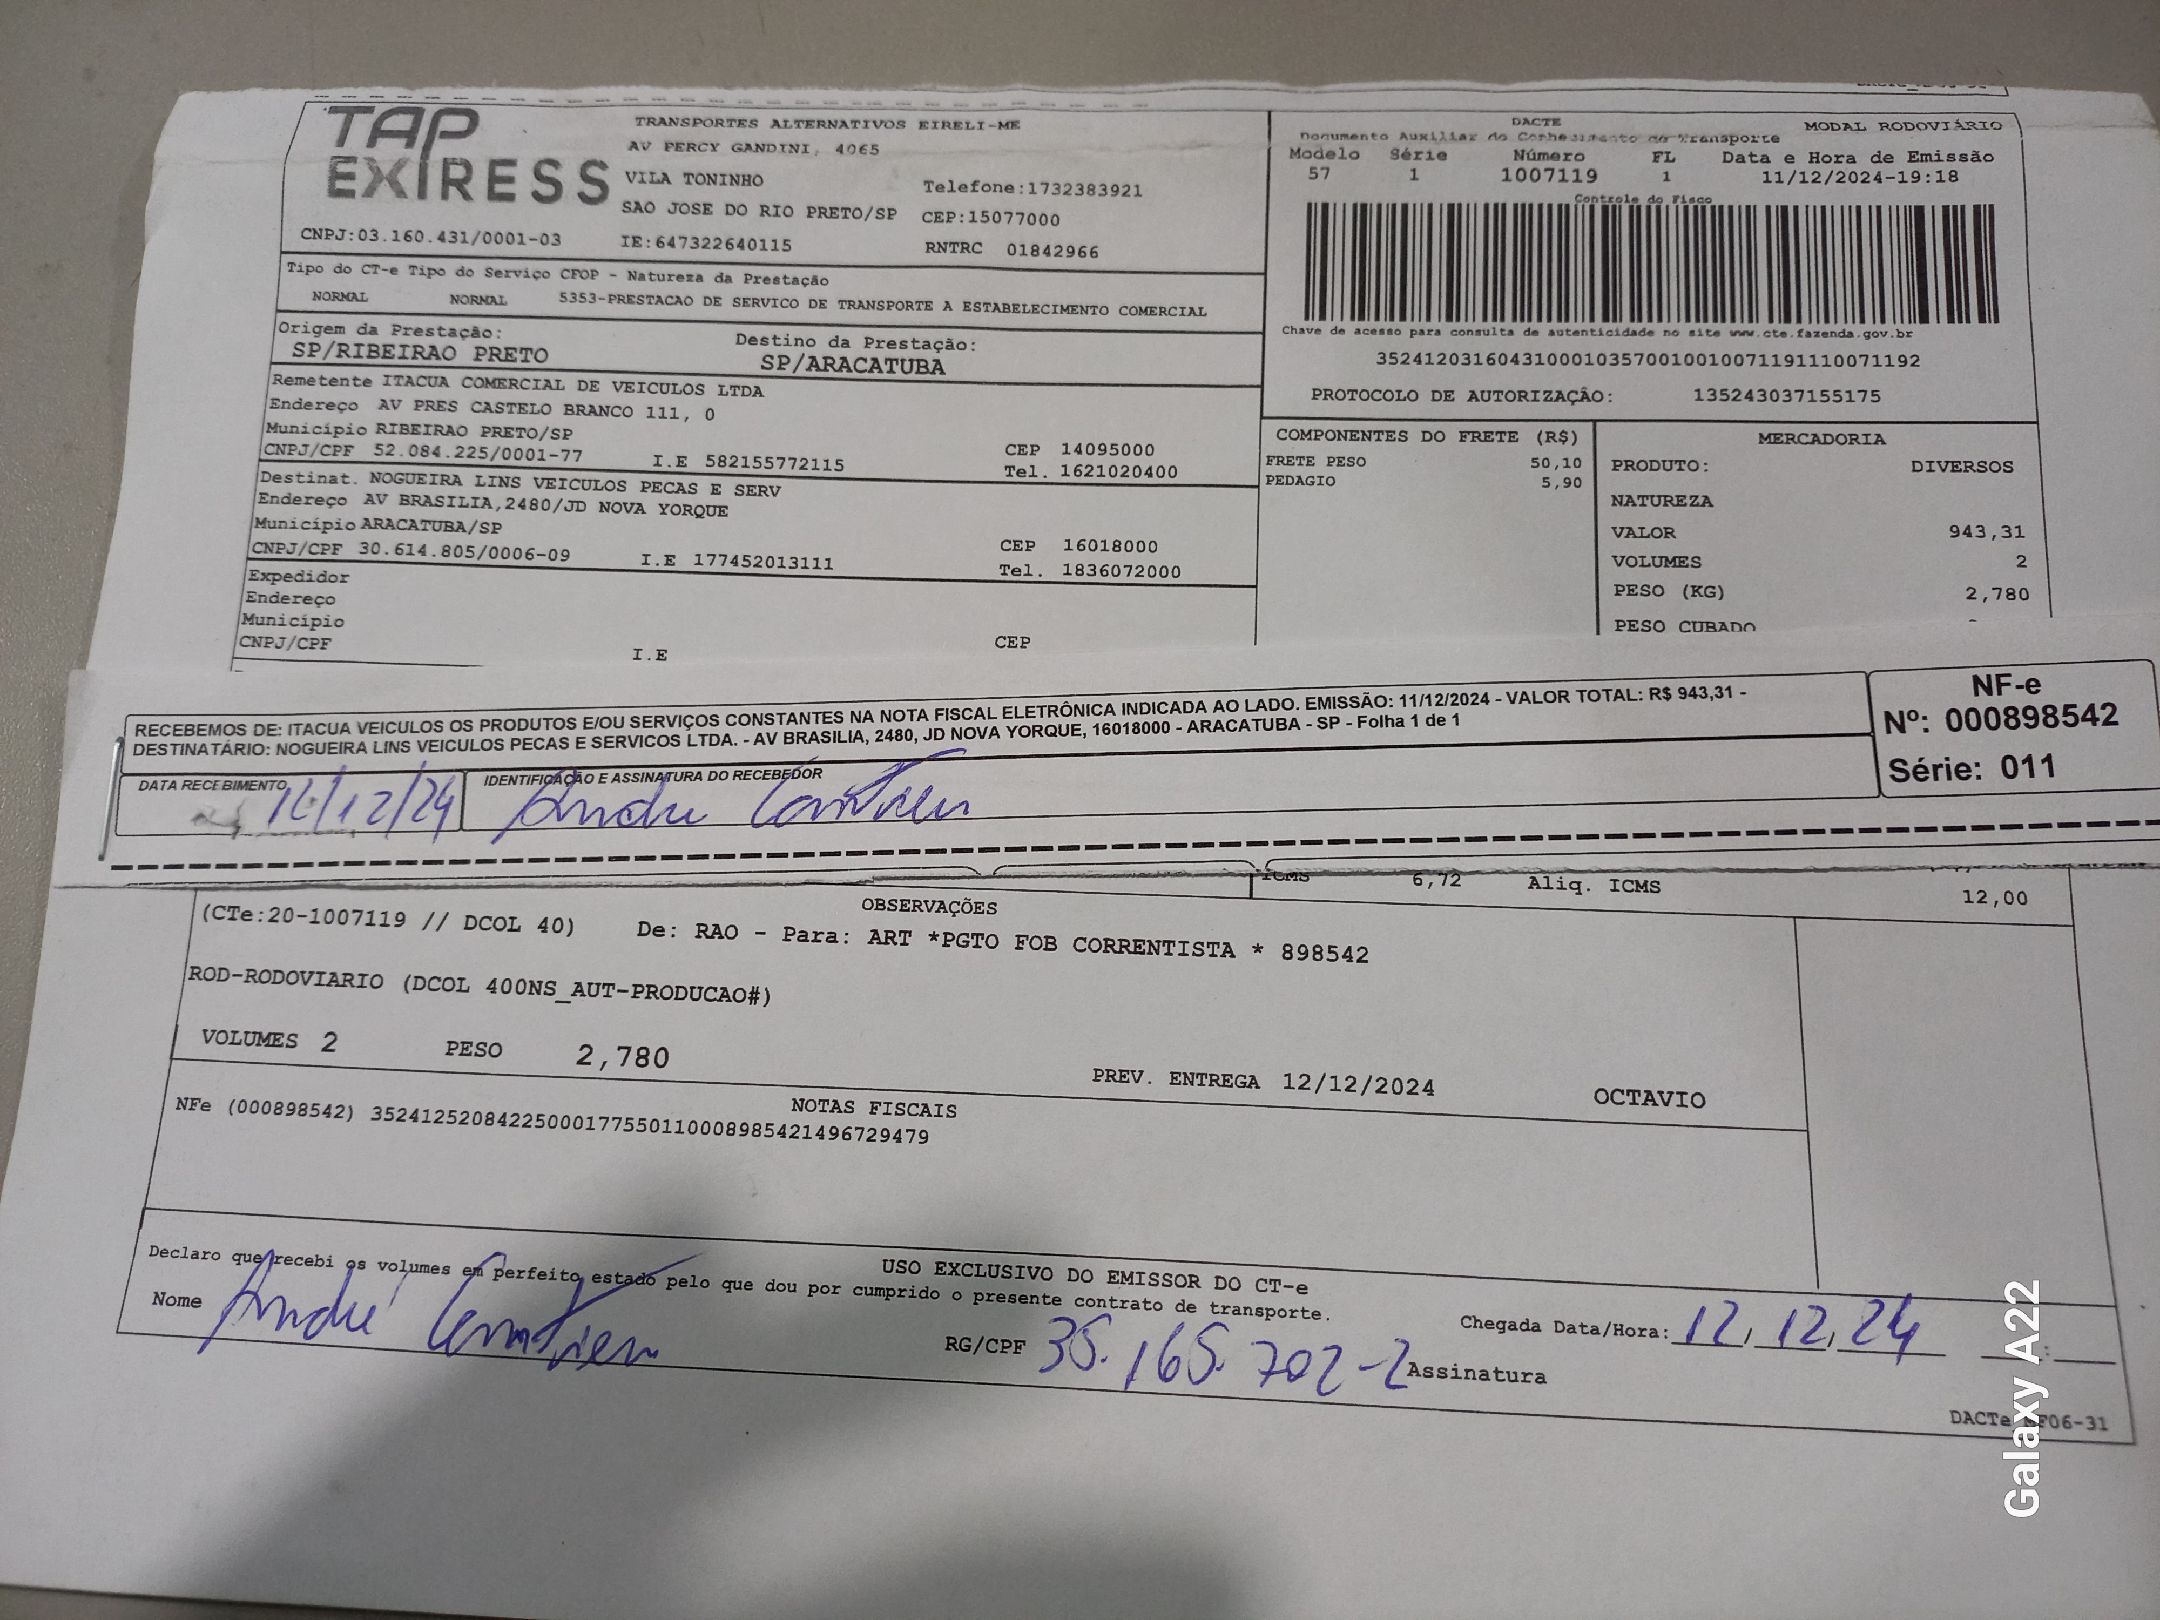 TAP EXPRESS
TRANSPORTES ALTERNATIVOS EIRELI-ME
AV PERCY GANDINI, 4065
VILA TONINHO
Telefone:1732383921
SAO JOSE DO RIO PRETO/SP CEP:15077000
CNPJ:03.160.431/0001-03 IE:647322640115 RNTRC 01842966
DACTE MODAL RODOVIÁRIO
Documento Auxiliar do Conhecimento de Transporte
Modelo Série Número FL Data e Hora de Emissão
57 1 1007119 1 11/12/2024-19:18
Controle do Fisco
Chave de acesso para consulta de autenticidade no site www.cte.fazenda.gov.br
35241203160431000103570010010071191110071192
PROTOCOLO DE AUTORIZAÇÃO: 135243037155175
Tipo do CT-e Tipo do Serviço CFOP - Natureza da Prestação
NORMAL NORMAL 5353-PRESTACAO DE SERVICO DE TRANSPORTE A ESTABELECIMENTO COMERCIAL
Origem da Prestação: Destino da Prestação:
SP/RIBEIRAO PRETO SP/ARACATUBA
Remetente ITACUA COMERCIAL DE VEICULOS LTDA
Endereço AV PRES CASTELO BRANCO 111, 0
Município RIBEIRAO PRETO/SP CEP 14095000
CNPJ/CPF 52.084.225/0001-77 I.E 582155772115 Tel. 1621020400
Destinat. NOGUEIRA LINS VEICULOS PECAS E SERV
Endereço AV BRASILIA,2480/JD NOVA YORQUE
Município ARACATUBA/SP CEP 16018000
CNPJ/CPF 30.614.805/0006-09 I.E 177452013111 Tel. 1836072000
Expedidor
Endereço
Município CEP
CNPJ/CPF I.E
COMPONENTES DO FRETE (R$)
FRETE PESO 50,10
PEDAGIO 5,90
MERCADORIA
PRODUTO: DIVERSOS
NATUREZA
VALOR 943,31
VOLUMES 2
PESO (KG) 2,780
PESO CUBADO
RECEBEMOS DE: ITACUA VEICULOS OS PRODUTOS E/OU SERVIÇOS CONSTANTES NA NOTA FISCAL ELETRÔNICA INDICADA AO LADO. EMISSÃO: 11/12/2024 - VALOR TOTAL: R$ 943,31 -
DESTINATÁRIO: NOGUEIRA LINS VEICULOS PECAS E SERVICOS LTDA. - AV BRASILIA, 2480, JD NOVA YORQUE, 16018000 - ARACATUBA - SP - Folha 1 de 1
NF-e
Nº: 000898542
Série: 011
DATA RECEBIMENTO IDENTIFICAÇÃO E ASSINATURA DO RECEBEDOR
12/12/24 André
ICMS 6,72 Aliq. ICMS 12,00
OBSERVAÇÕES
(CTe:20-1007119 // DCOL 40) De: RAO - Para: ART *PGTO FOB CORRENTISTA * 898542
ROD-RODOVIARIO (DCOL 400NS_AUT-PRODUCAO#)
VOLUMES 2 PESO 2,780 PREV. ENTREGA 12/12/2024 OCTAVIO
NOTAS FISCAIS
NFe (000898542) 35241252084225000177550110008985421496729479
USO EXCLUSIVO DO EMISSOR DO CT-e
Declaro que recebi os volumes em perfeito estado pelo que dou por cumprido o presente contrato de transporte.
Nome André RG/CPF 35.165.702-2 Assinatura
Chegada Data/Hora: 12, 12, 24 :
DACTe NF06-31
Galaxy A22